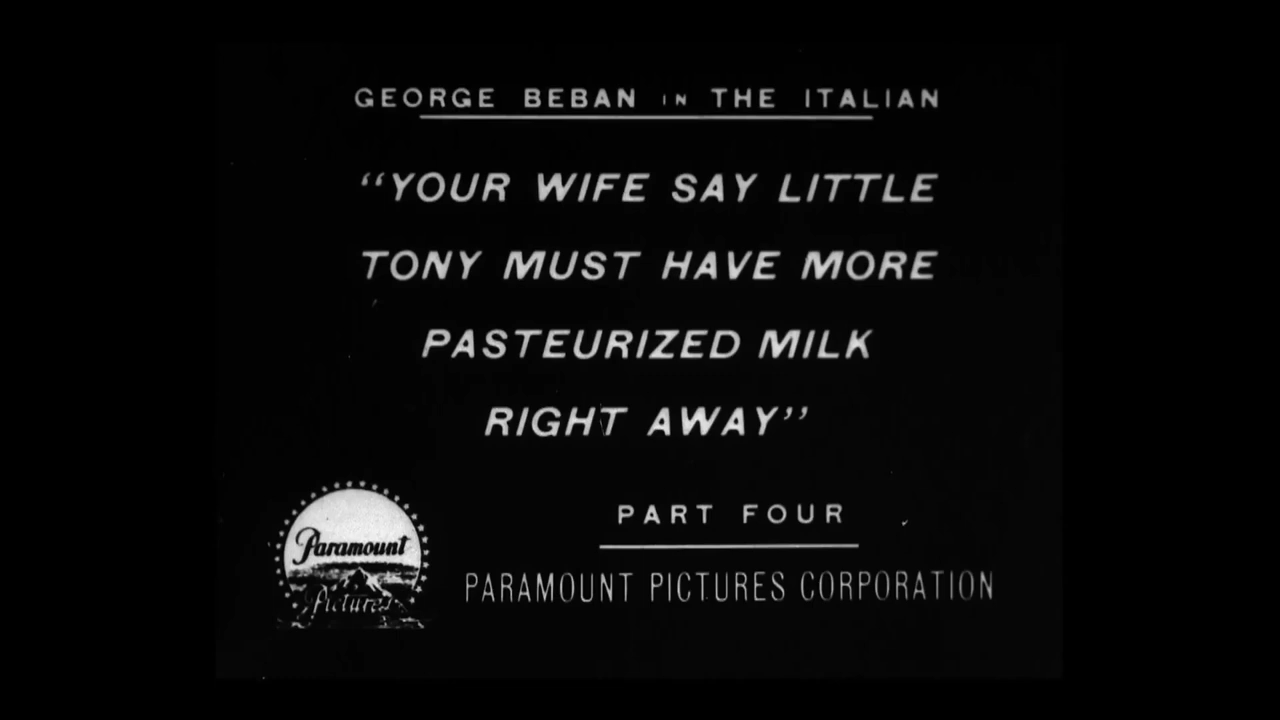 GEORGE BEBAN IN THE ITALIAN
"YOUR WIFE SAY LITTLE
TONY MUST HAVE MORE
PASTEURIZED MILK
RIGHT AWAY"
PART FOUR
Paramount
Pictures
PARAMOUNT PICTURES CORPORATION